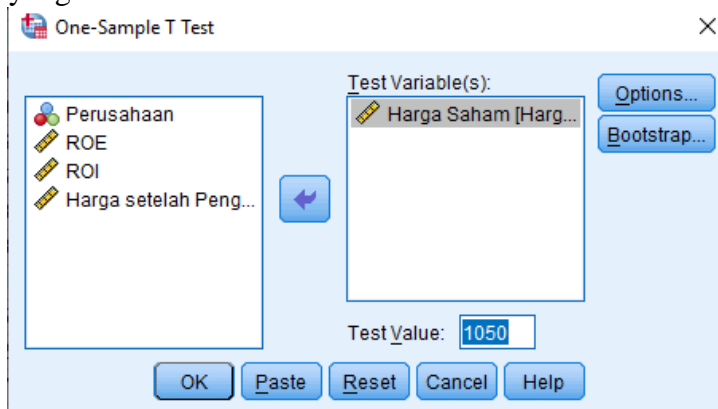 One-Sample T Test
Perusahaan
ROE
ROI
Harga setelah Peng...
Test Variable(s):
Harga Saham [Harg...
Options...
Bootstrap...
Test Value: 1050
OK Paste Reset Cancel Help